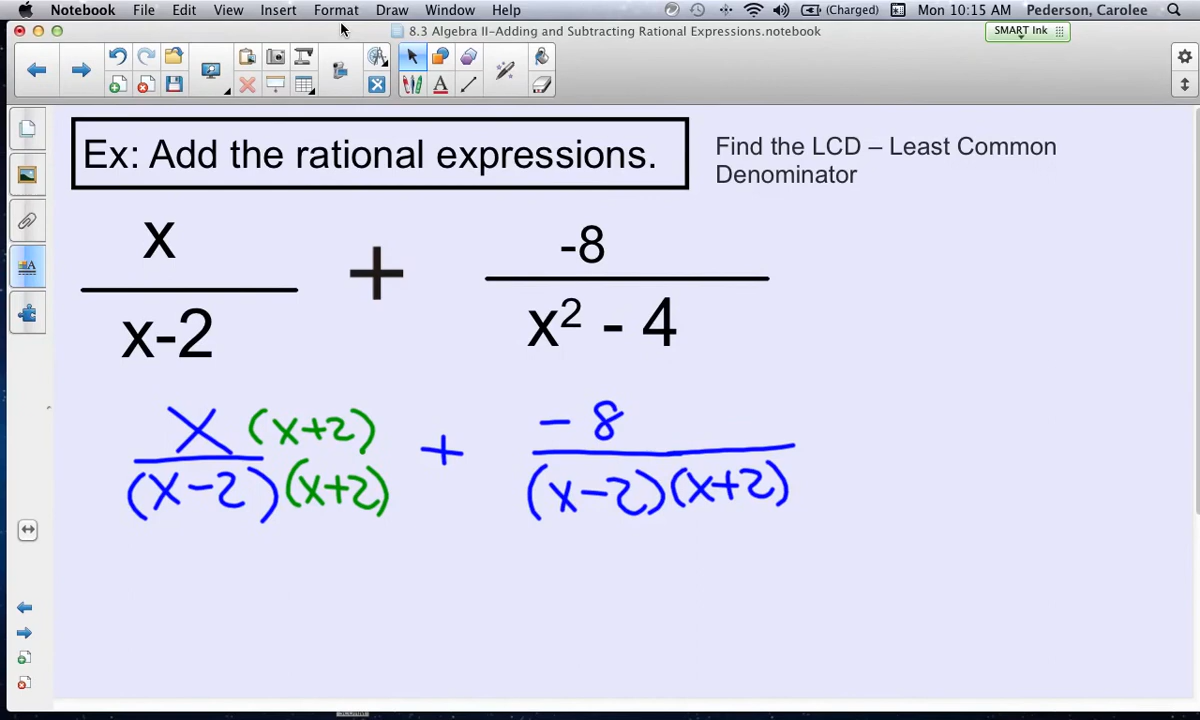 Notebook File Edit View Insert Format Draw Window Help (Charged) Mon 10:15 AM Pederson, Carolee
8.3 Algebra II–Adding and Subtracting Rational Expressions.notebook
SMART Ink
Ex: Add the rational expressions.
Find the LCD – Least Common
Denominator
x
x-2
+
-8
x² - 4
x (x+2)
(x-2)(x+2)
+
-8
(x-2)(x+2)